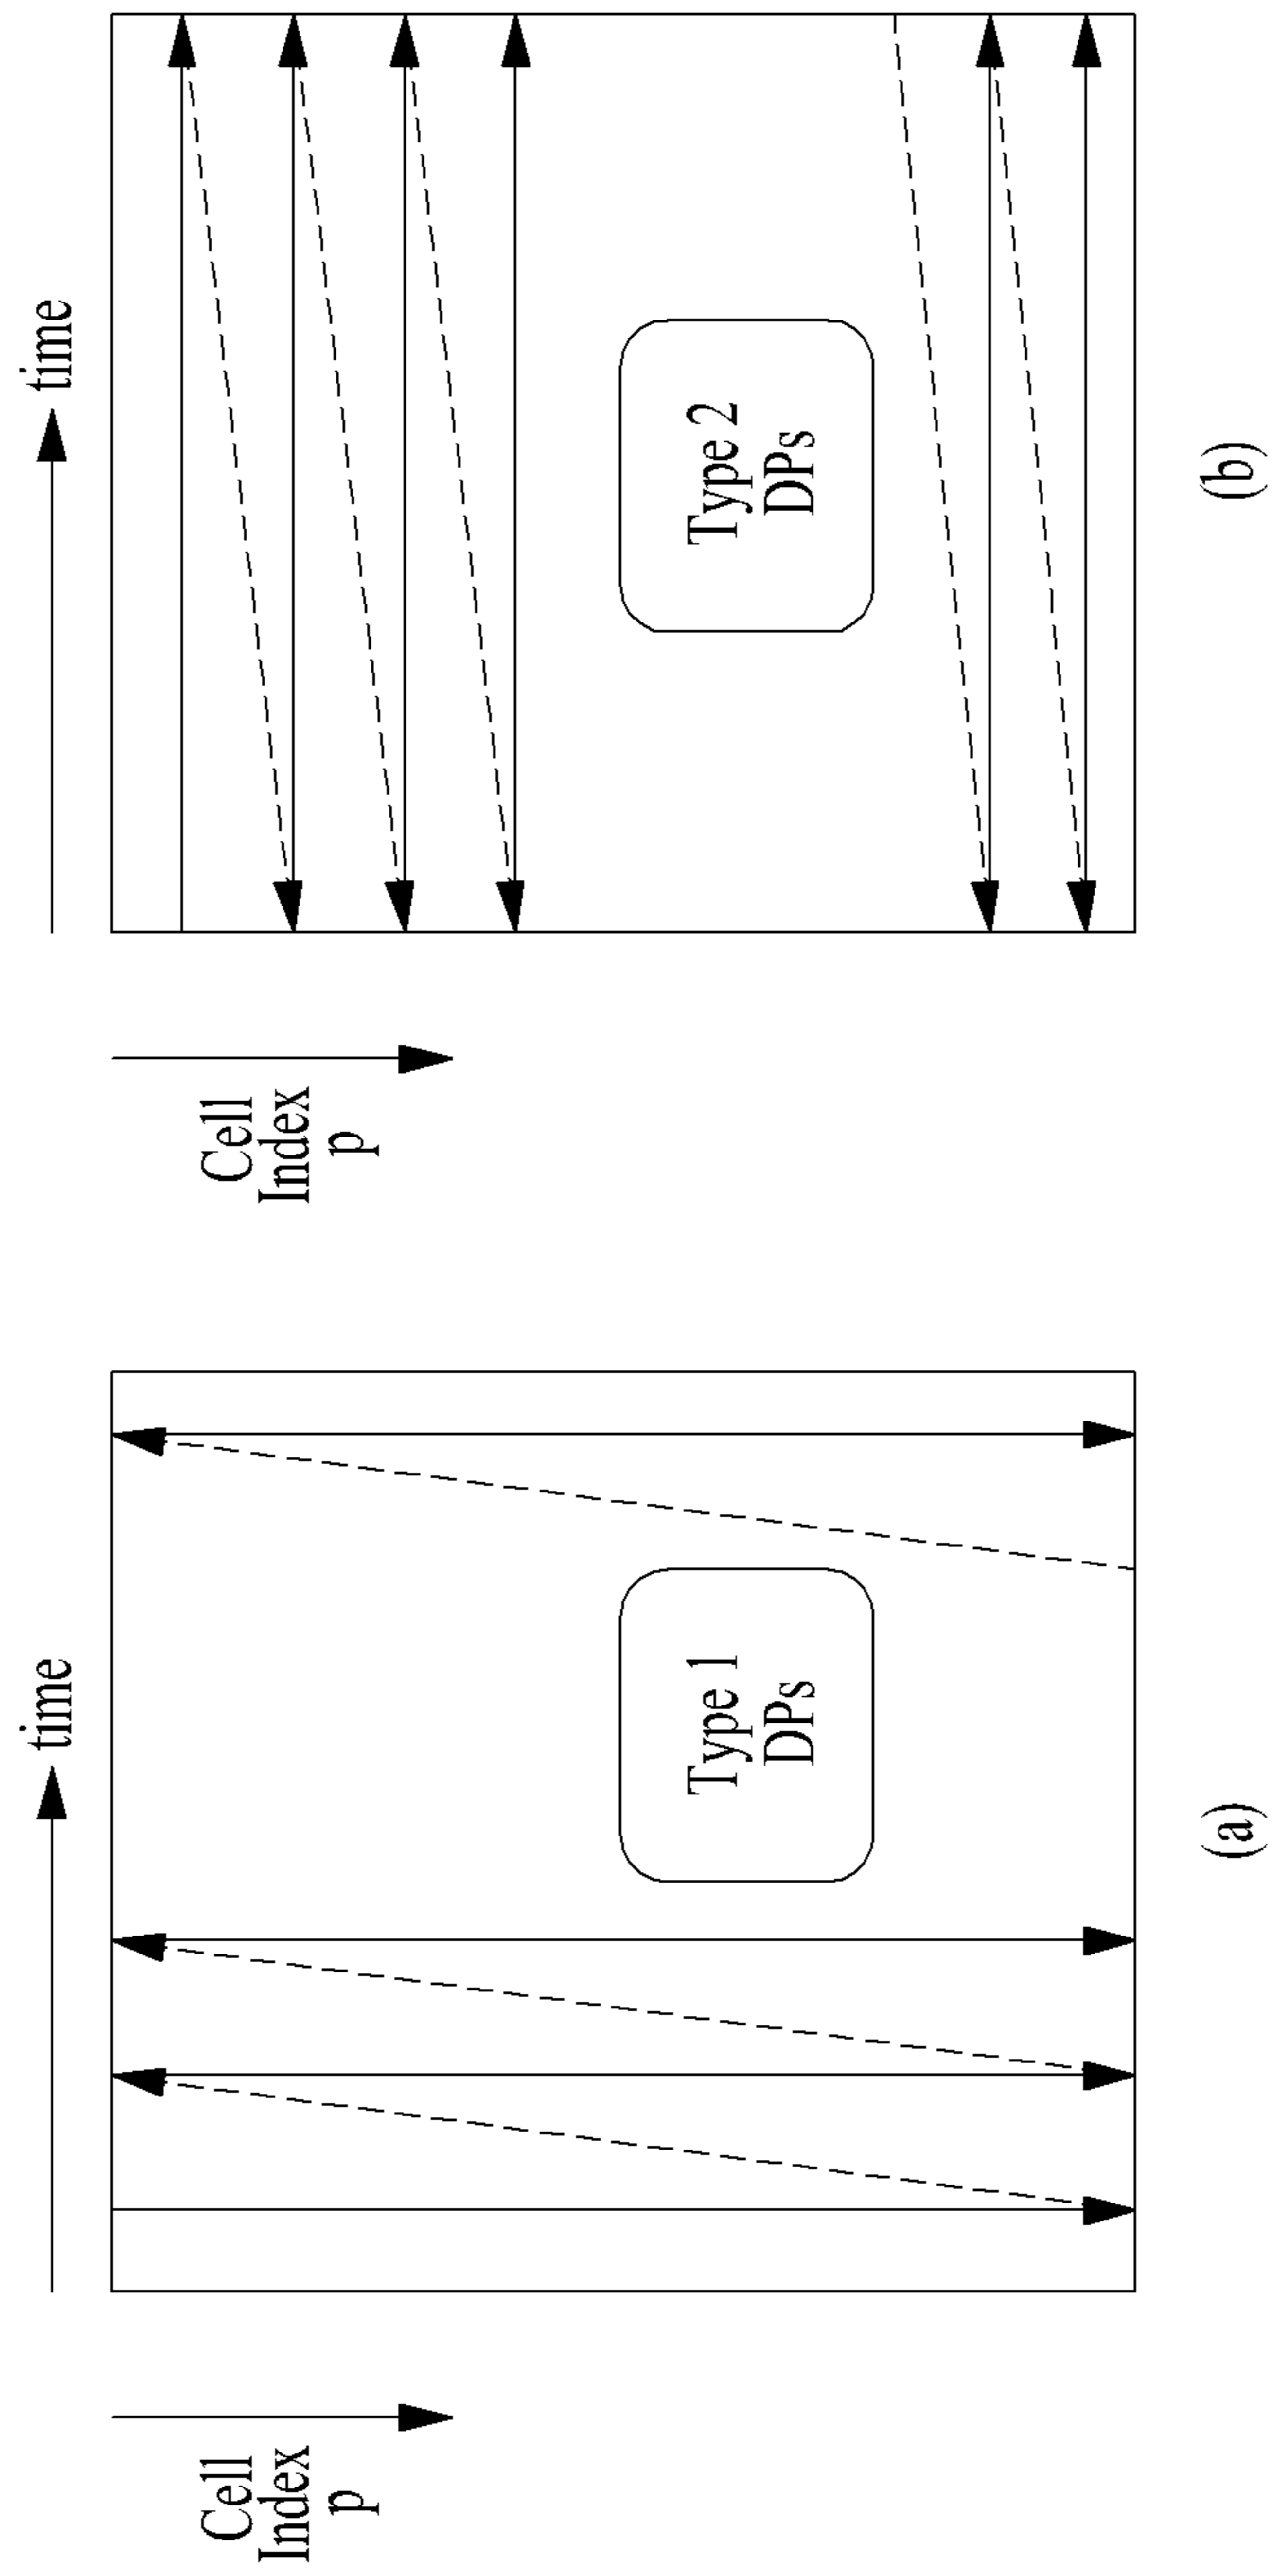 time
Cell
Index
p
Type 1
DPs
(a)
time
Cell
Index
p
Type 2
DPs
(b)